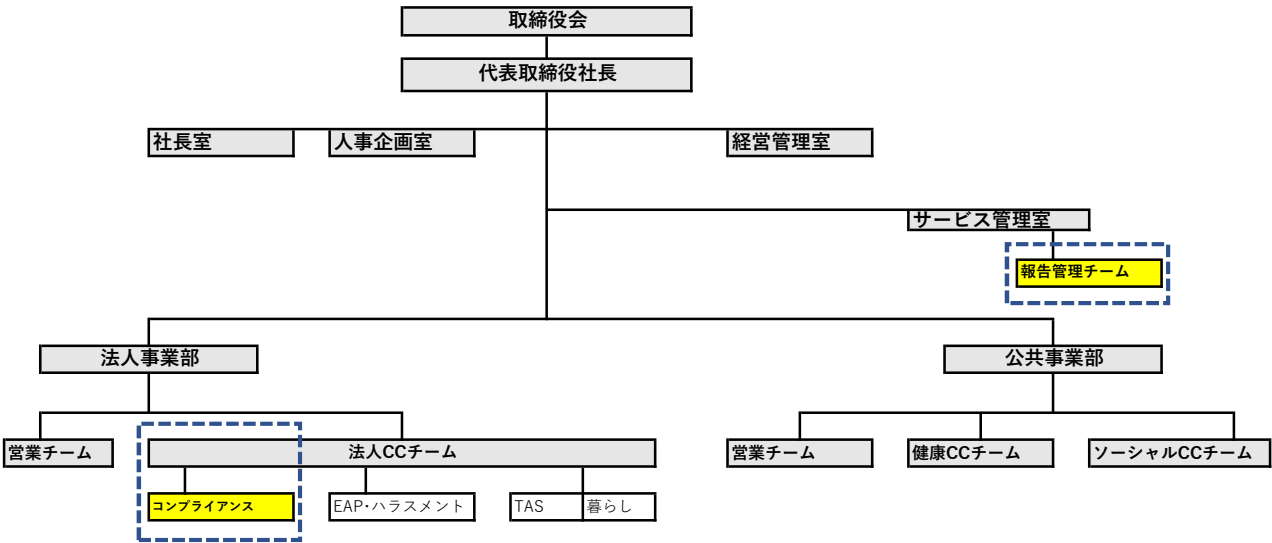 取締役会
代表取締役社長
社長室
人事企画室
経営管理室
サービス管理室
報告管理チーム
法人事業部
公共事業部
営業チーム
法人CCチーム
営業チーム
健康CCチーム
ソーシャルCCチーム
コンプライアンス
EAP・ハラスメント
TAS
暮らし